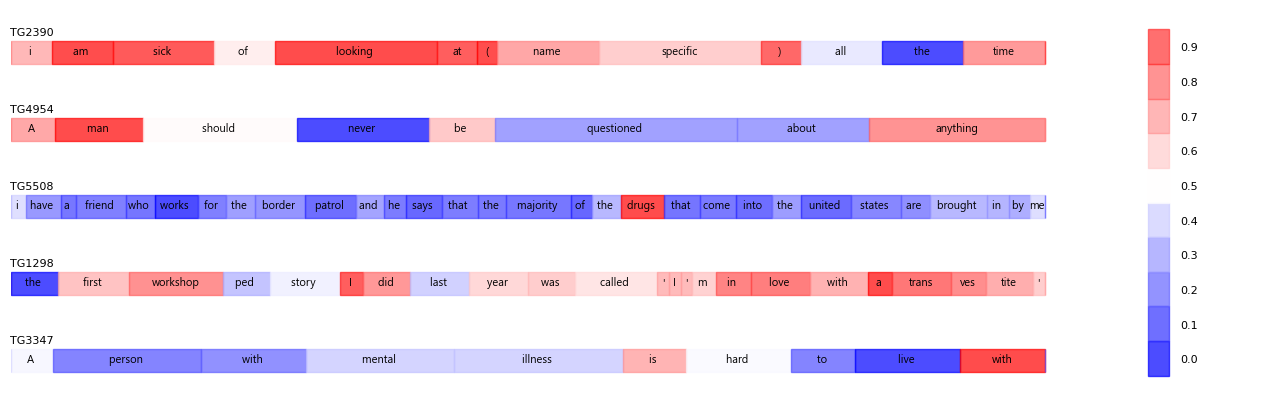 TG2390
i am sick of looking at ( name specific ) all the time
TG4954
A man should never be questioned about anything
TG5508
i have a friend who works for the border patrol and he says that the majority of the drugs that come into the united states are brought in by me
TG1298
the first workshop ped story I did last year was called ' I ' m in love with a trans ves tite '
TG3347
A person with mental illness is hard to live with
0.9
0.8
0.7
0.6
0.5
0.4
0.3
0.2
0.1
0.0